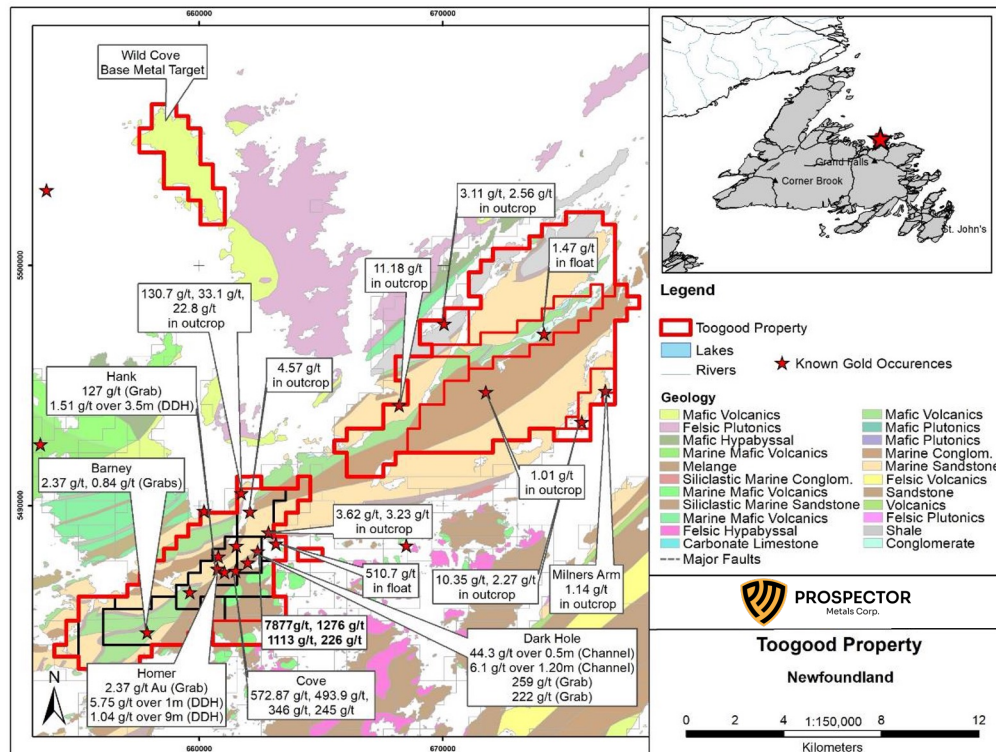 660000
670000
Wild Cove
Base Metal Target
3.11 g/t, 2.56 g/t
in outcrop
1.47 g/t
in float
11.18 g/t
in outcrop
5500000
130.7 g/t, 33.1 g/t,
22.8 g/t
in outcrop
4.57 g/t
in outcrop
Hank
127 g/t (Grab)
1.51 g/t over 3.5m (DDH)
Barney
2.37 g/t, 0.84 g/t (Grabs)
1.01 g/t
in outcrop
5490000
3.62 g/t, 3.23 g/t
in outcrop
510.7 g/t
in float
10.35 g/t, 2.27 g/t
in outcrop
Milners Arm
1.14 g/t
in outcrop
7877g/t, 1276 g/t
1113 g/t, 226 g/t
Dark Hole
44.3 g/t over 0.5m (Channel)
6.1 g/t over 1.20m (Channel)
259 g/t (Grab)
222 g/t (Grab)
Homer
2.37 g/t Au (Grab)
5.75 g/t over 1m (DDH)
1.04 g/t over 9m (DDH)
Cove
572.87 g/t, 493.9 g/t,
346 g/t, 245 g/t
N
660000
670000
Grand Falls
Corner Brook
St. John's
Legend
Toogood Property
Lakes
Rivers
Known Gold Occurences
Geology
Mafic Volcanics
Felsic Plutonics
Mafic Hypabyssal
Marine Mafic Volcanics
Melange
Siliclastic Marine Conglom.
Marine Mafic Volcanics
Siliclastic Marine Sandstone
Marine Mafic Volcanics
Felsic Hypabyssal
Carbonate Limestone
Major Faults
Mafic Volcanics
Mafic Plutonics
Mafic Plutonics
Marine Conglom.
Marine Sandstone
Felsic Volcanics
Sandstone
Volcanics
Felsic Plutonics
Shale
Conglomerate
PROSPECTOR
Metals Corp.
Toogood Property
Newfoundland
0 2 4 1:150,000 8 12
Kilometers